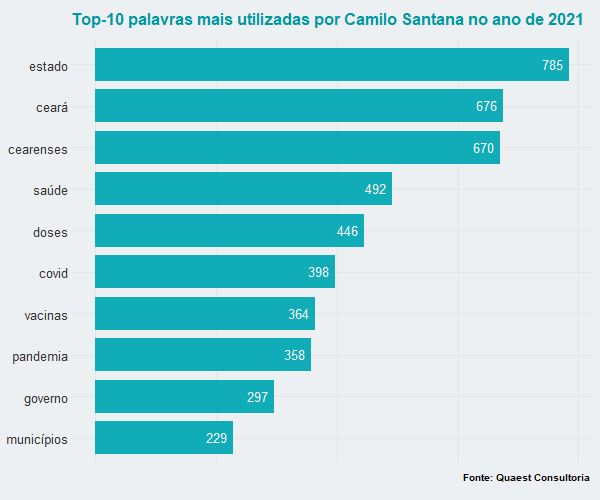 Top-10 palavras mais utilizadas por Camilo Santana no ano de 2021
estado 785
ceará 676
cearenses 670
saúde 492
doses 446
covid 398
vacinas 364
pandemia 358
governo 297
municípios 229
Fonte: Quaest Consultoria